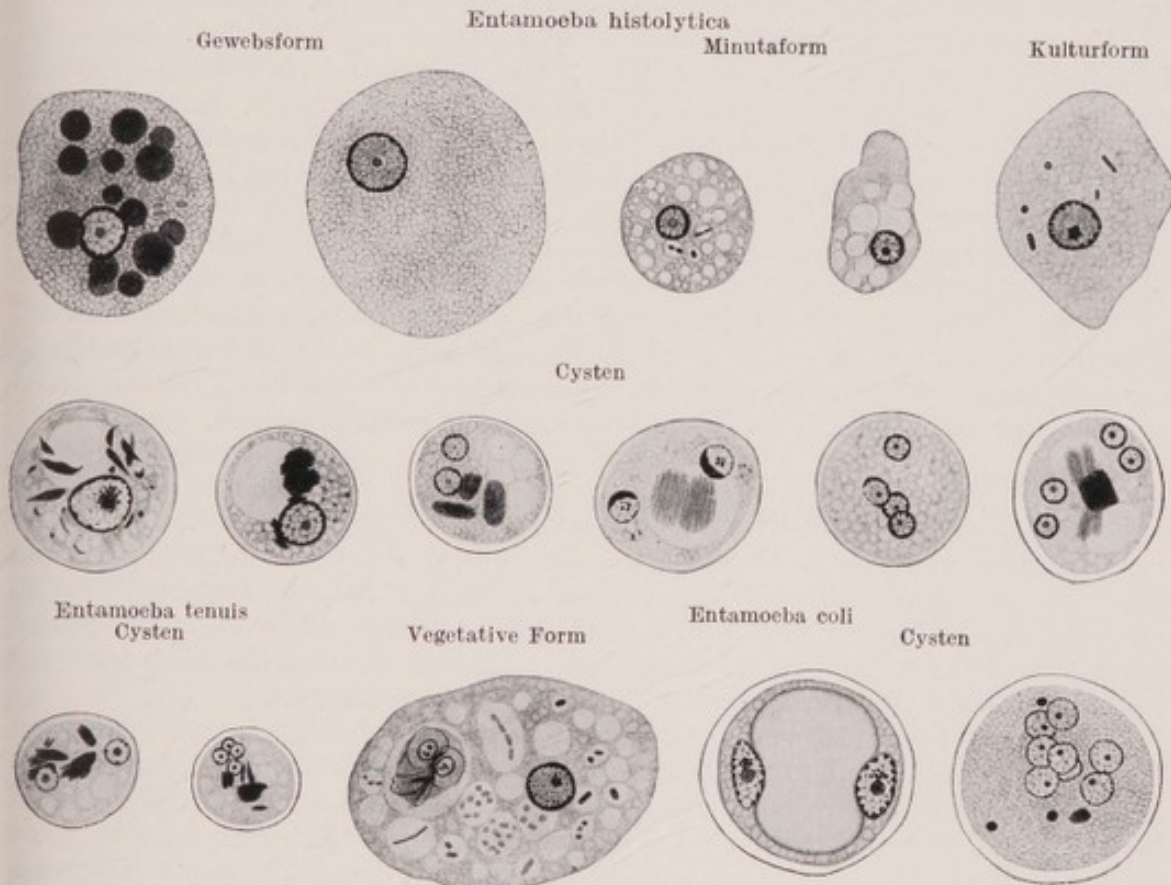 Entamoeba histolytica
Gewebsform
Minutaform
Kulturform
Cysten
Entamoeba tenuis
Cysten
Vegetative Form
Entamoeba coli
Cysten